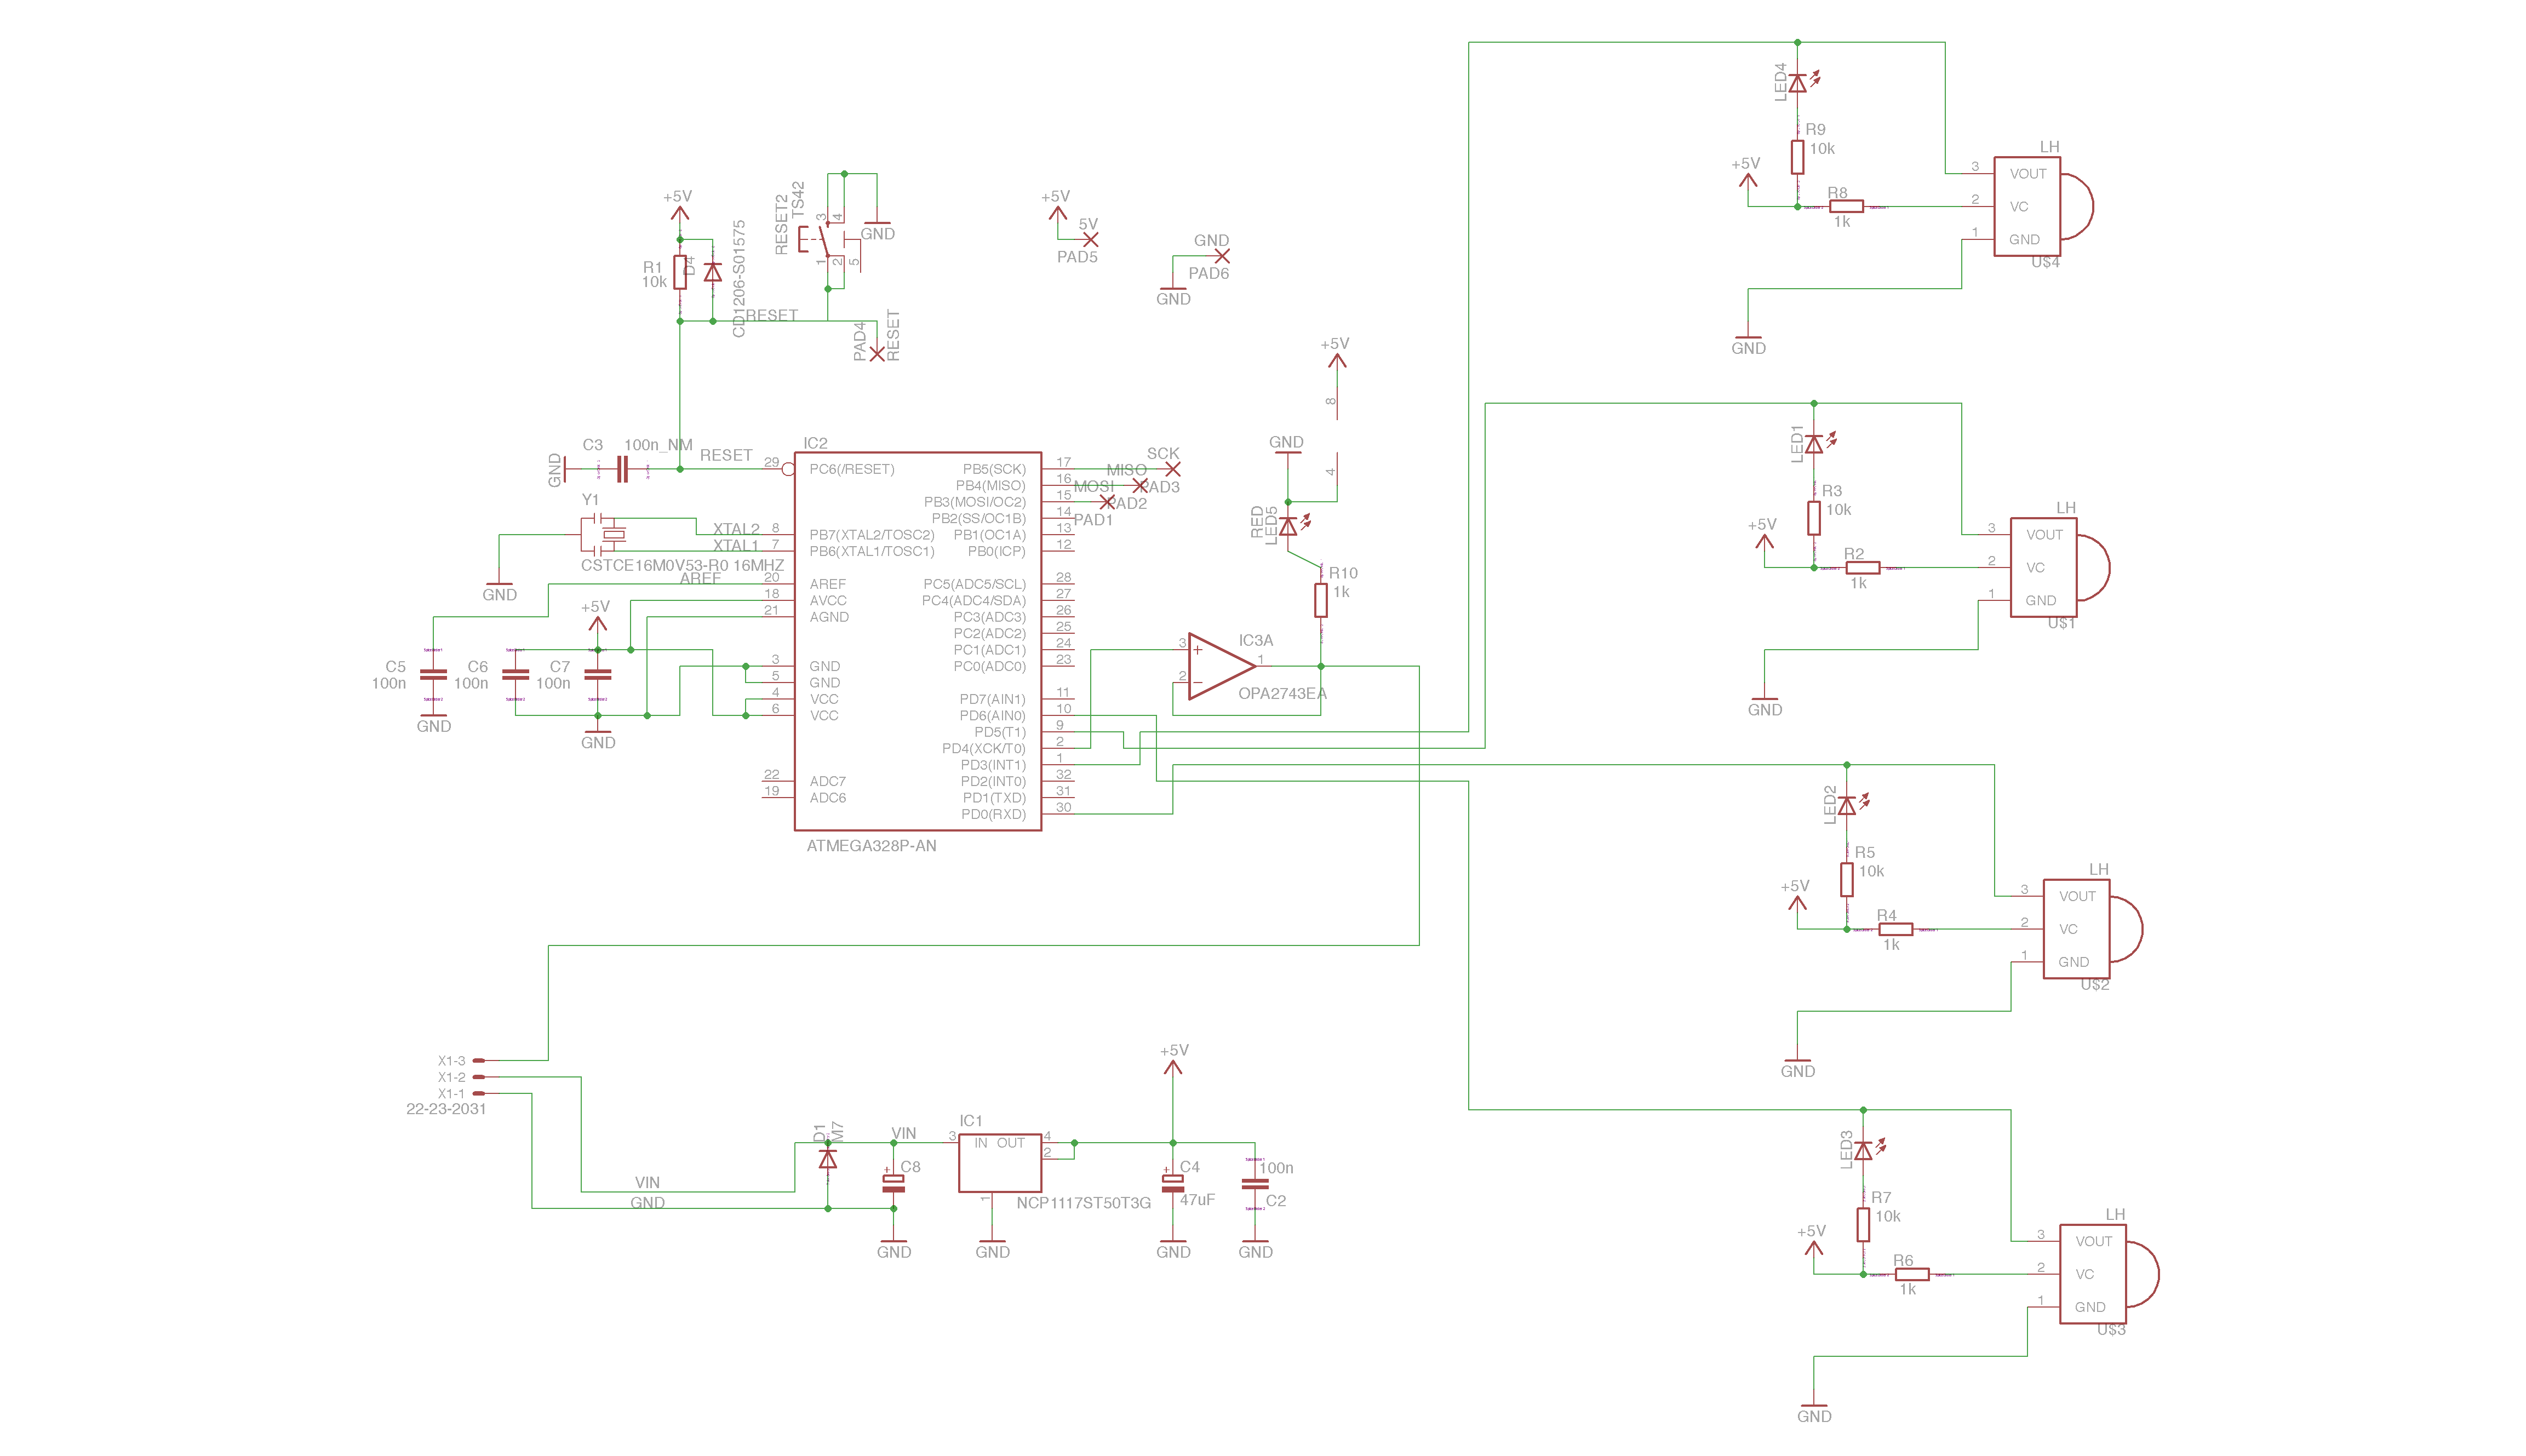 LED4
R9
10k
+5V
R8
1k
LH
3 VOUT
2 VC
1 GND
U$4
GND
+5V
R1
10k
D4
CD1206-S01575
RESET2
TS42
3
4
1
2
5
GND
RESET
PAD4
RESET
+5V
5V
PAD5
GND
PAD6
GND
+5V
8
4
GND
RED
LED5
R10
1k
LED1
R3
10k
+5V
R2
1k
LH
3 VOUT
2 VC
1 GND
U$1
GND
C3 100n_NM
GND
RESET
Y1
XTAL2
XTAL1
CSTCE16M0V53-R0 16MHZ
AREF
GND
+5V
C5
100n
C6
100n
C7
100n
GND
GND
IC2
29 PC6(/RESET)
8 PB7(XTAL2/TOSC2)
7 PB6(XTAL1/TOSC1)
20 AREF
18 AVCC
21 AGND
3 GND
5 GND
4 VCC
6 VCC
22 ADC7
19 ADC6
PB5(SCK) 17
PB4(MISO) 16
PB3(MOSI/OC2) 15
PB2(SS/OC1B) 14
PB1(OC1A) 13
PB0(ICP) 12
PC5(ADC5/SCL) 28
PC4(ADC4/SDA) 27
PC3(ADC3) 26
PC2(ADC2) 25
PC1(ADC1) 24
PC0(ADC0) 23
PD7(AIN1) 11
PD6(AIN0) 10
PD5(T1) 9
PD4(XCK/T0) 2
PD3(INT1) 1
PD2(INT0) 32
PD1(TXD) 31
PD0(RXD) 30
ATMEGA328P-AN
SCK
MISO
PAD3
MOSI
PAD2
PAD1
IC3A
3 +
2 −
1
OPA2743EA
LED2
R5
10k
+5V
R4
1k
LH
3 VOUT
2 VC
1 GND
U$2
GND
X1-3
X1-2
X1-1
22-23-2031
VIN
GND
D1
M7
VIN
+
C8
GND
IC1
3 IN OUT 4
2
1
NCP1117ST50T3G
GND
+5V
+
C4
47uF
GND
100n
C2
GND
LED3
R7
10k
+5V
R6
1k
LH
3 VOUT
2 VC
1 GND
U$3
GND